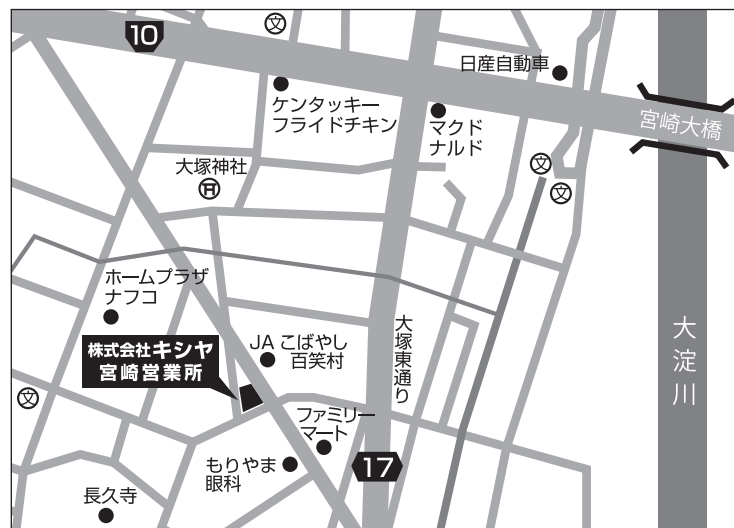 10
文
日産自動車
ケンタッキー
フライドチキン
マクド
ナルド
宮崎大橋
文
文
大塚神社
ホームプラザ
ナフコ
株式会社キシヤ
宮崎営業所
JA こばやし
百笑村
大塚東通り
大淀川
文
ファミリー
マート
17
もりやま
眼科
長久寺